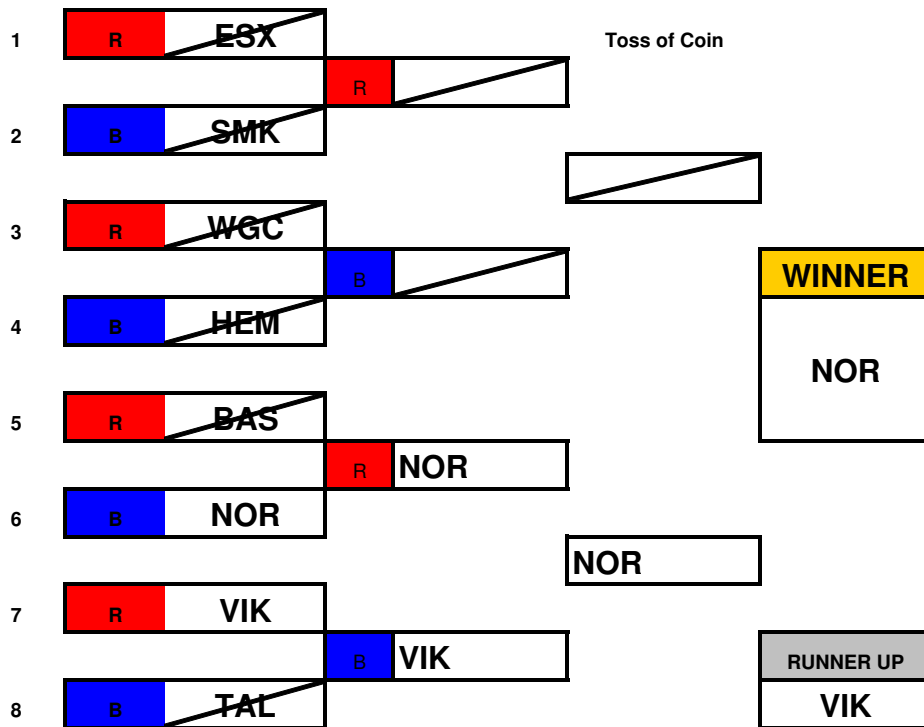 1 R ESX
Toss of Coin
R
2 B SMK
3 R WGC
B
WINNER
4 B HEM
NOR
5 R BAS
R NOR
6 B NOR
NOR
7 R VIK
B VIK
RUNNER UP
8 B TAL
VIK